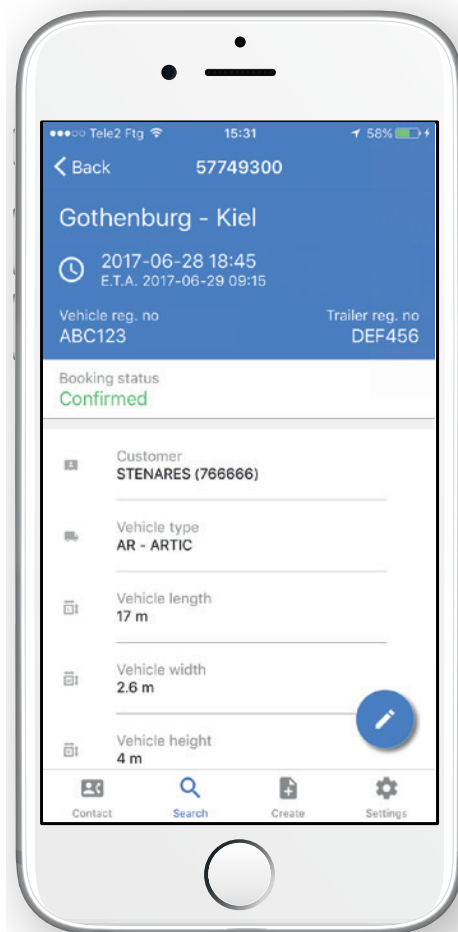 Tele2 Ftg 15:31 58%
Back 57749300
Gothenburg - Kiel
2017-06-28 18:45
E.T.A. 2017-06-29 09:15
Vehicle reg. no Trailer reg. no
ABC123 DEF456
Booking status
Confirmed
Customer
STENARES (766666)
Vehicle type
AR - ARTIC
Vehicle length
17 m
Vehicle width
2.6 m
Vehicle height
4 m
Contact Search Create Settings